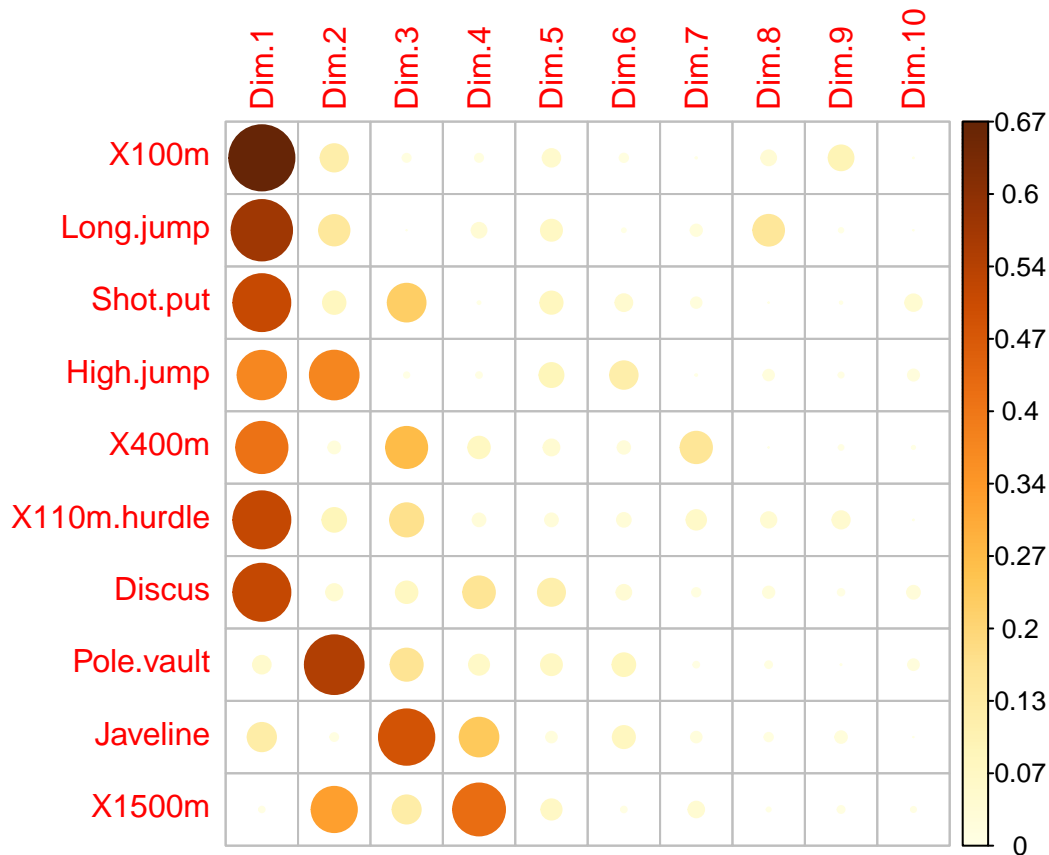 Dim.1
Dim.2
Dim.3
Dim.4
Dim.5
Dim.6
Dim.7
Dim.8
Dim.9
Dim.10
X100m
Long.jump
Shot.put
High.jump
X400m
X110m.hurdle
Discus
Pole.vault
Javeline
X1500m
0.67
0.6
0.54
0.47
0.4
0.34
0.27
0.2
0.13
0.07
0